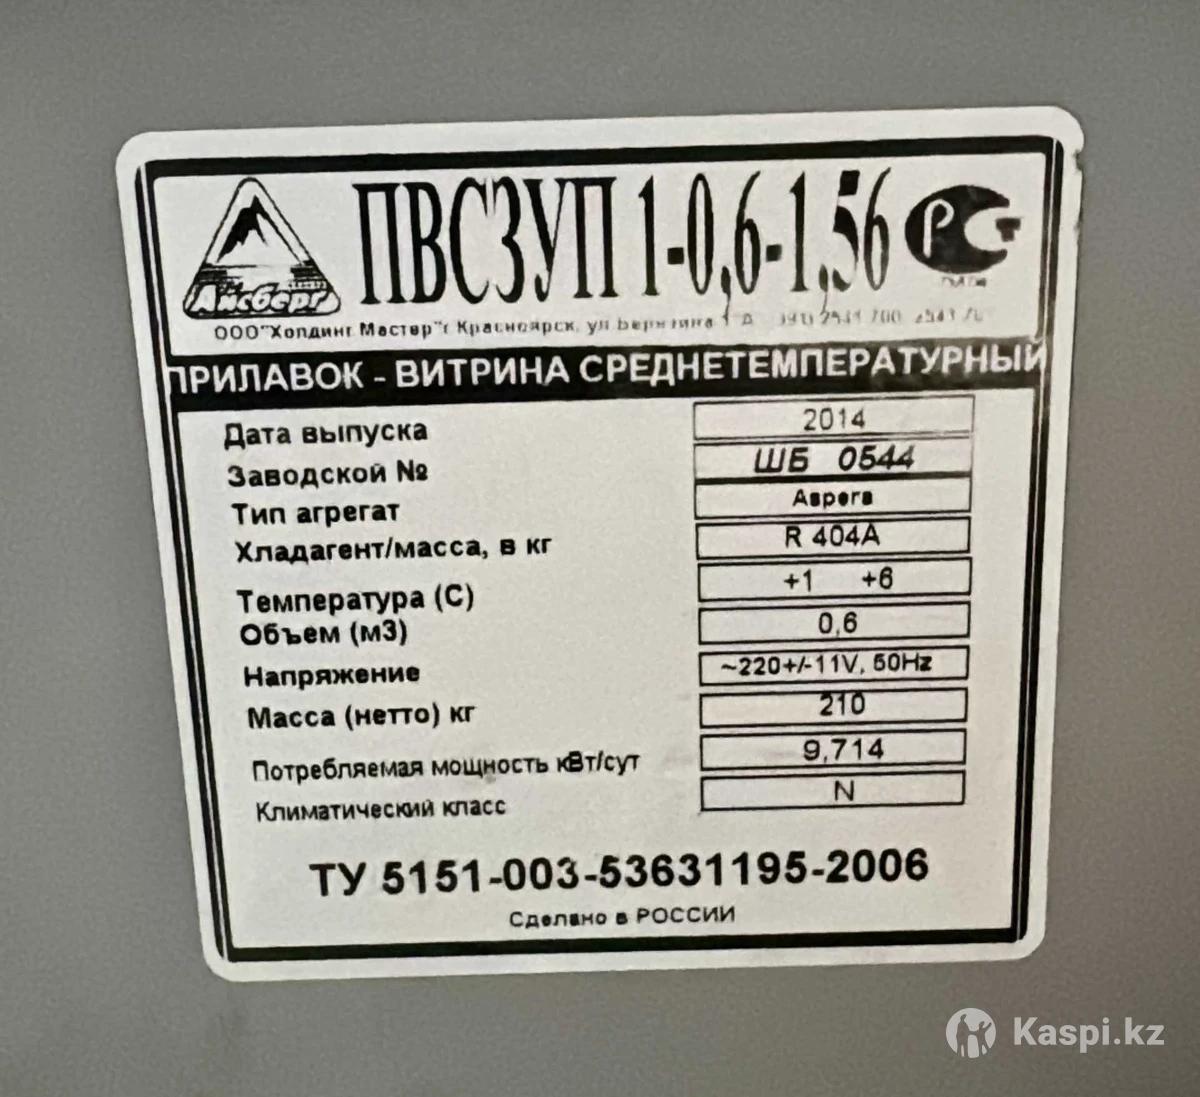 Айсберг
ПВСЗУП 1-0,6-1,56
РСТ
ООО"Холдинг Мастер"г Красноярск, ул
ПРИЛАВОК - ВИТРИНА СРЕДНЕТЕМПЕРАТУРНЫЙ
Дата выпуска 2014
Заводской № ШБ 0544
Тип агрегат Aspera
Хладагент/масса, в кг R 404A
Температура (С) +1 +6
Объем (м3) 0,6
Напряжение ~220+/-11V, 50Hz
Масса (нетто) кг 210
Потребляемая мощность кВт/сут 9,714
Климатический класс N
ТУ 5151-003-53631195-2006
Сделано в РОССИИ
Kaspi.kz